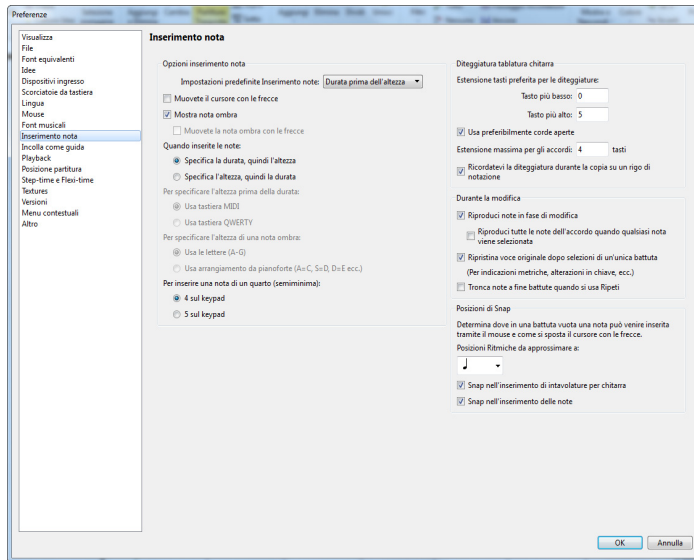 Preferenze
Visualizza
File
Font equivalenti
Idee
Dispositivi ingresso
Scorciatoie da tastiera
Lingua
Mouse
Font musicali
Inserimento nota
Incolla come guida
Playback
Posizione partitura
Step-time e Flexi-time
Textures
Versioni
Menu contestuali
Altro
Inserimento nota
Opzioni inserimento nota
Impostazioni predefinite Inserimento note: Durata prima dell'altezza
Muovete il cursore con le frecce
Mostra nota ombra
Muovete la nota ombra con le frecce
Quando inserite le note:
Specifica la durata, quindi l'altezza
Specifica l'altezza, quindi la durata
Per specificare l'altezza prima della durata:
Usa tastiera MIDI
Usa tastiera QWERTY
Per specificare l'altezza di una nota ombra:
Usa le lettere (A-G)
Usa arrangiamento da pianoforte (A=C, S=D, D=E ecc.)
Per inserire una nota di un quarto (semiminima):
4 sul keypad
5 sul keypad
Diteggiatura tablatura chitarra
Estensione tasti preferita per le diteggiature:
Tasto più basso: 0
Tasto più alto: 5
Usa preferibilmente corde aperte
Estensione massima per gli accordi: 4 tasti
Ricordatevi la diteggiatura durante la copia su un rigo di
notazione
Durante la modifica
Riproduci note in fase di modifica
Riproduci tutte le note dell'accordo quando qualsiasi nota
viene selezionata
Ripristina voce originale dopo selezioni di un'unica battuta
(Per indicazioni metriche, alterazioni in chiave, ecc.)
Tronca note a fine battute quando si usa Ripeti
Posizioni di Snap
Determina dove in una battuta vuota una nota può venire inserita
tramite il mouse e come si sposta il cursore con le frecce.
Posizioni Ritmiche da approssimare a:
Snap nell'inserimento di intavolature per chitarra
Snap nell'inserimento delle note
OK
Annulla